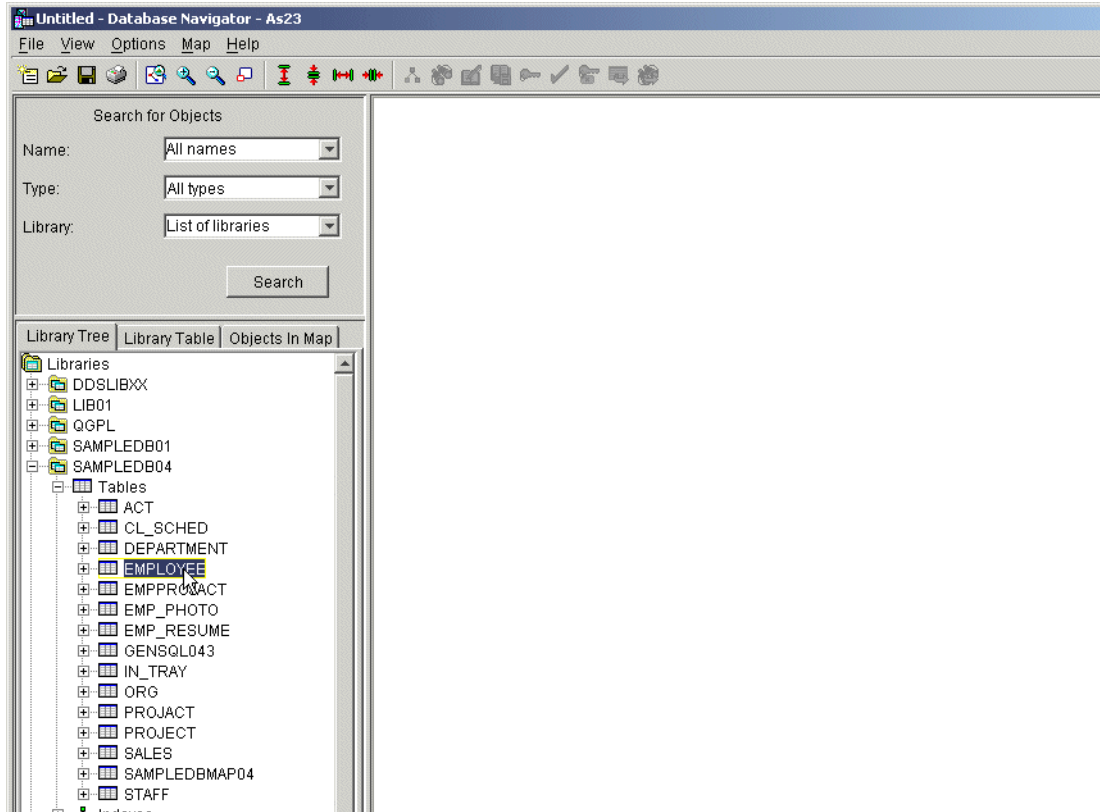 Untitled - Database Navigator - As23
File View Options Map Help
Search for Objects
Name: All names
Type: All types
Library: List of libraries
Search
Library Tree Library Table Objects In Map
Libraries
DDSLIBXX
LIB01
QGPL
SAMPLEDB01
SAMPLEDB04
Tables
ACT
CL_SCHED
DEPARTMENT
EMPLOYEE
EMPPROJACT
EMP_PHOTO
EMP_RESUME
GENSQL043
IN_TRAY
ORG
PROJACT
PROJECT
SALES
SAMPLEDBMAP04
STAFF